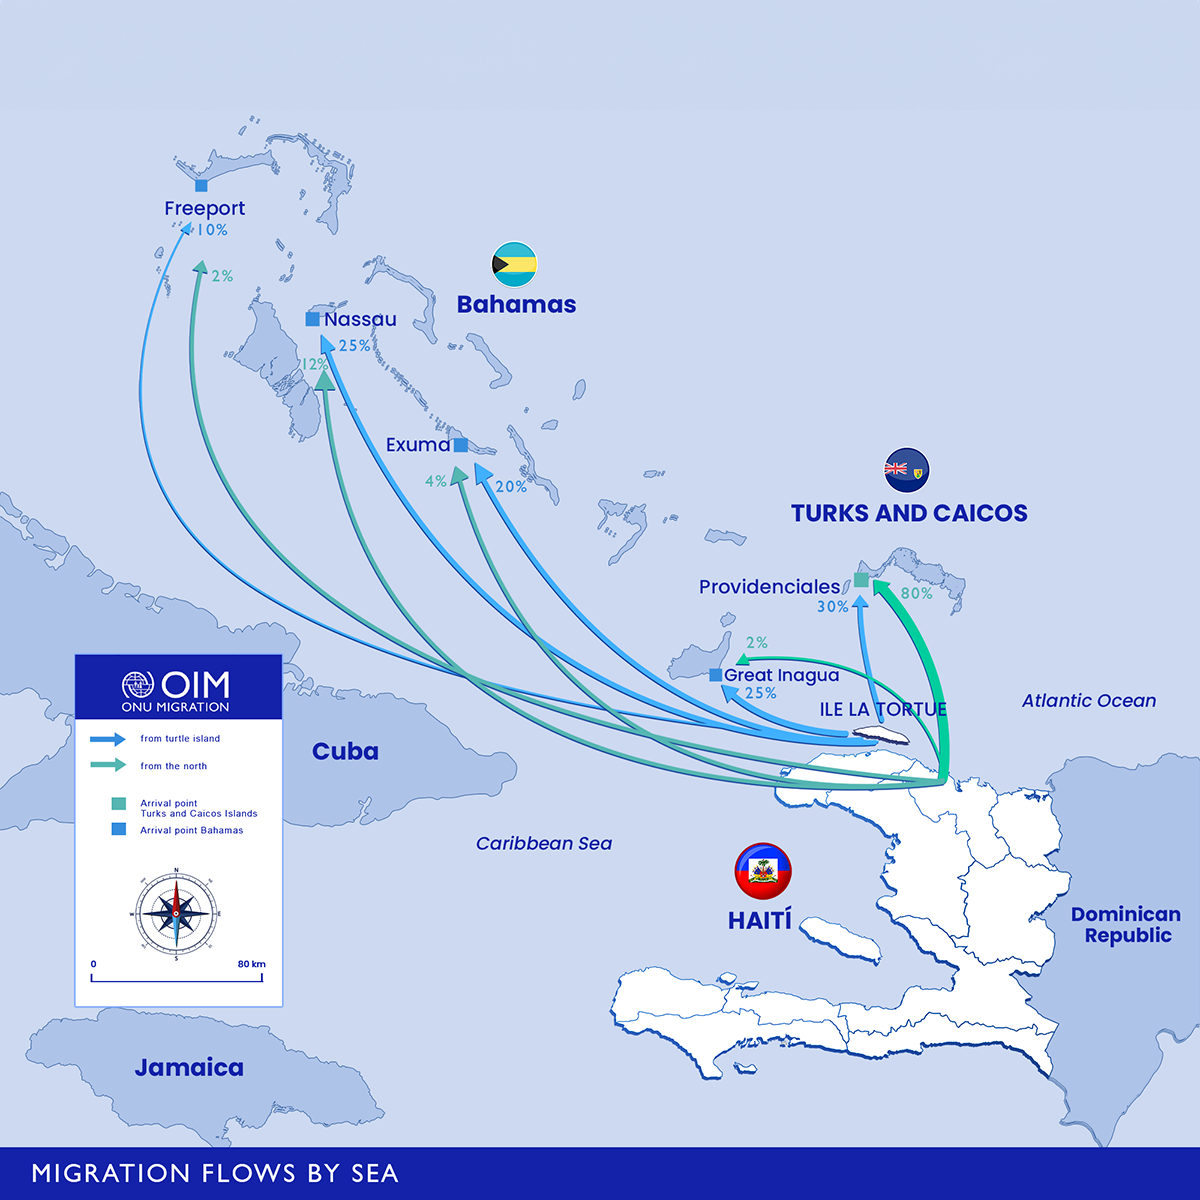 Freeport
10%
2%
Bahamas
Nassau
25%
12%
Exuma
4%
20%
TURKS AND CAICOS
Providenciales
30%
80%
2%
Great Inagua
25%
ILE LA TORTUE
Atlantic Ocean
OIM
ONU MIGRATION
from turtle island
from the north
Arrival point
Turks and Caicos Islands
Arrival point Bahamas
N
W
E
S
0
80 km
Cuba
Caribbean Sea
HAITÍ
Dominican
Republic
Jamaica
MIGRATION FLOWS BY SEA